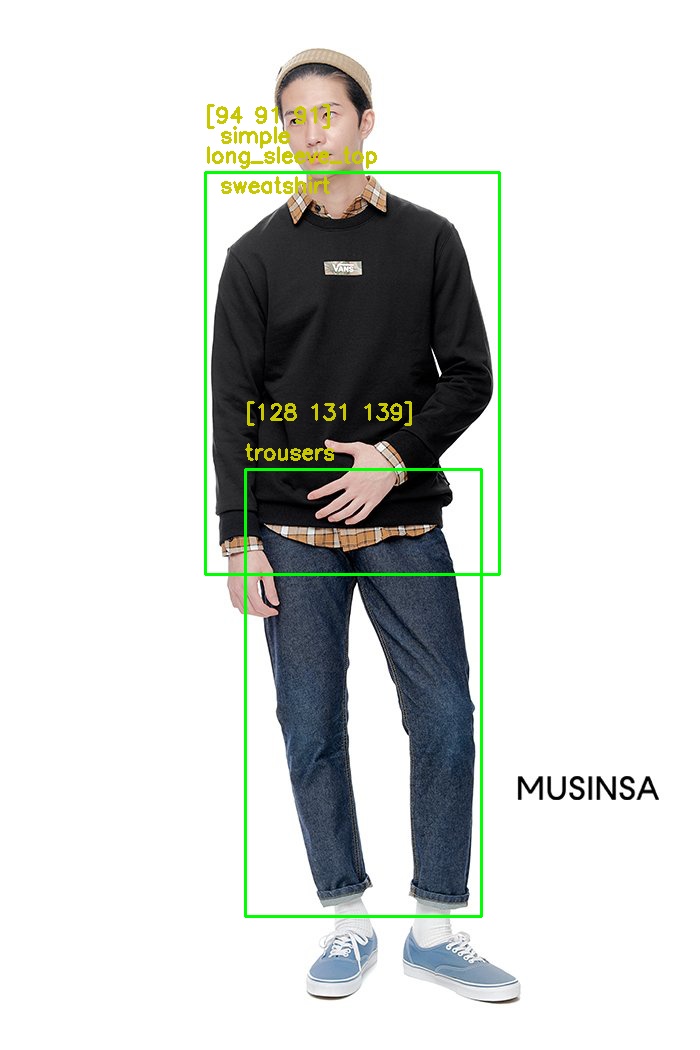 [94 91 91]
simple
long_sleeve_top
sweatshirt
VANS
[128 131 139]
trousers
MUSINSA